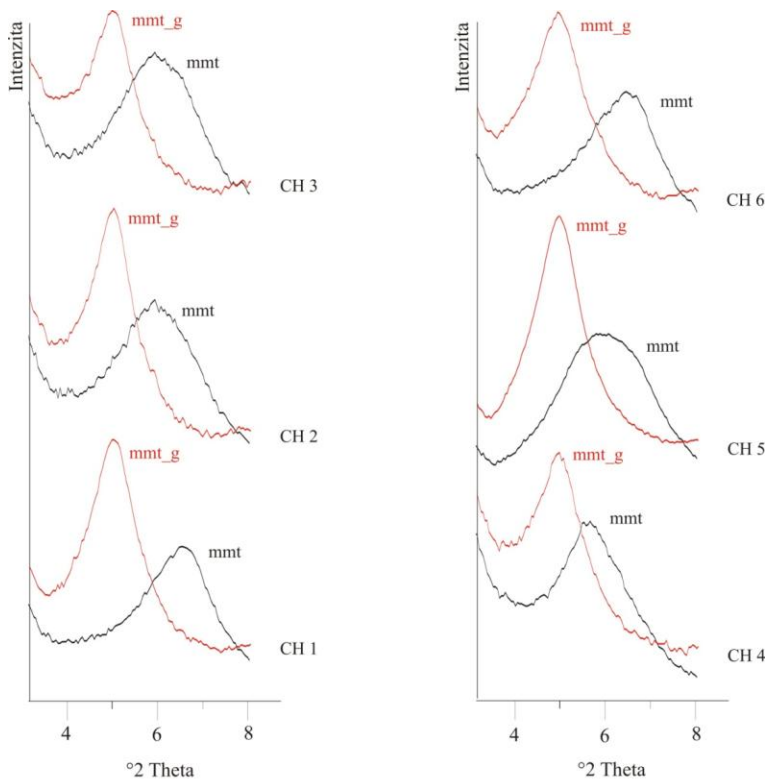 Intenzita
mmt_g
mmt
CH 3
mmt_g
mmt
CH 2
mmt_g
mmt
CH 1
4 6 8
°2 Theta
Intenzita
mmt_g
mmt
CH 6
mmt_g
mmt
CH 5
mmt_g
mmt
CH 4
4 6 8
°2 Theta